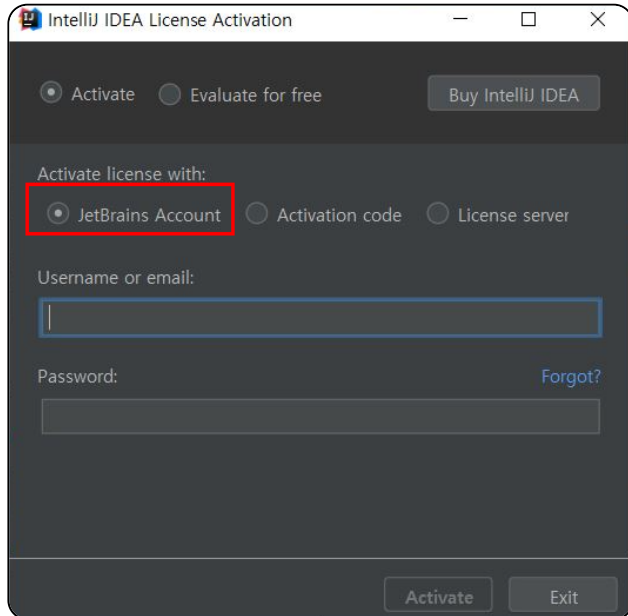 IntelliJ IDEA License Activation
Activate Evaluate for free Buy IntelliJ IDEA
Activate license with:
JetBrains Account Activation code License server
Username or email:
Password: Forgot?
Activate Exit